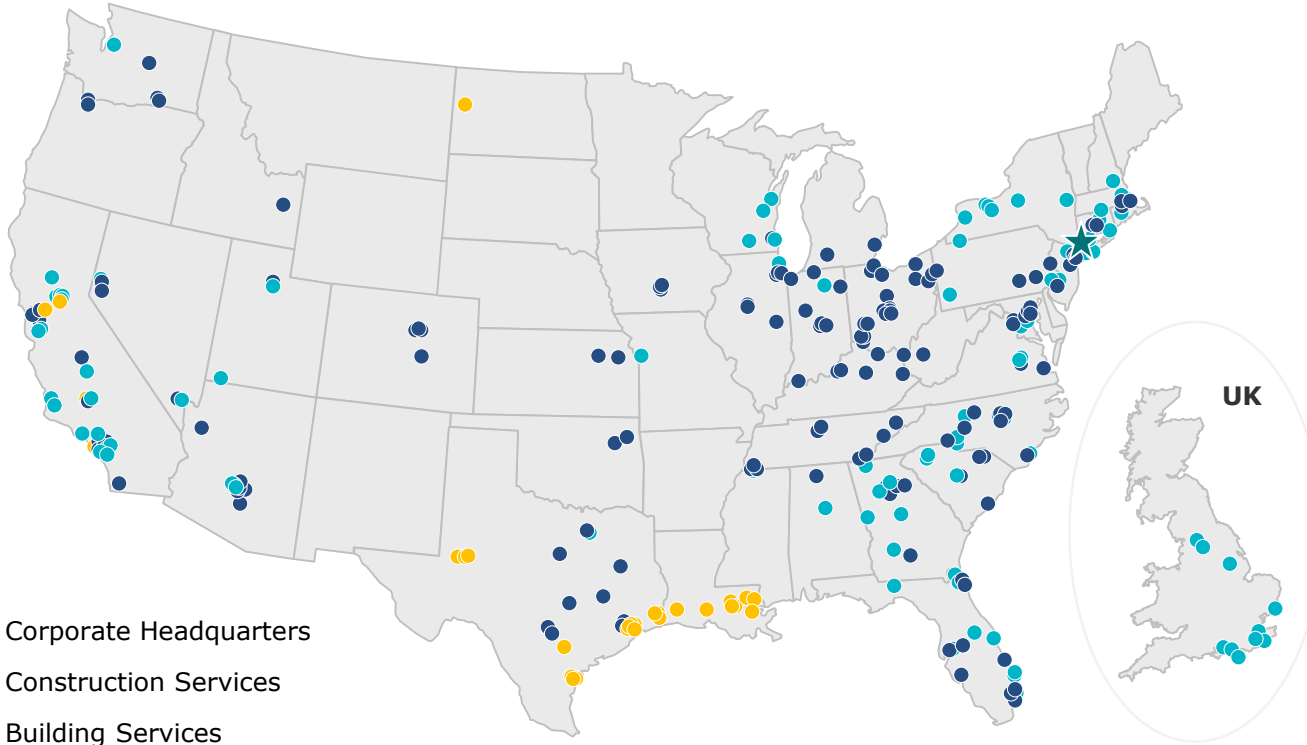 UK
Corporate Headquarters
Construction Services
Building Services